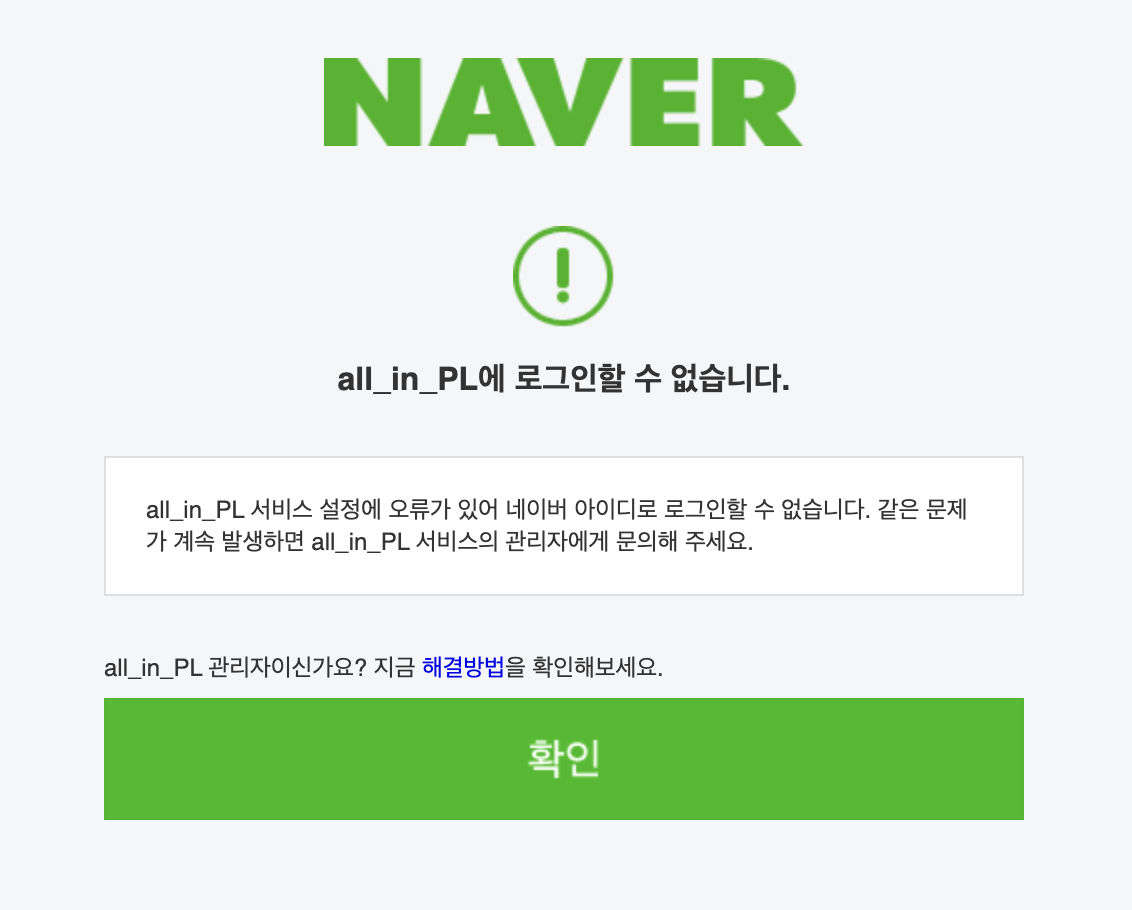 NAVER
all_in_PL에 로그인할 수 없습니다.
all_in_PL 서비스 설정에 오류가 있어 네이버 아이디로 로그인할 수 없습니다. 같은 문제
가 계속 발생하면 all_in_PL 서비스의 관리자에게 문의해 주세요.
all_in_PL 관리자이신가요? 지금 해결방법을 확인해보세요.
확인